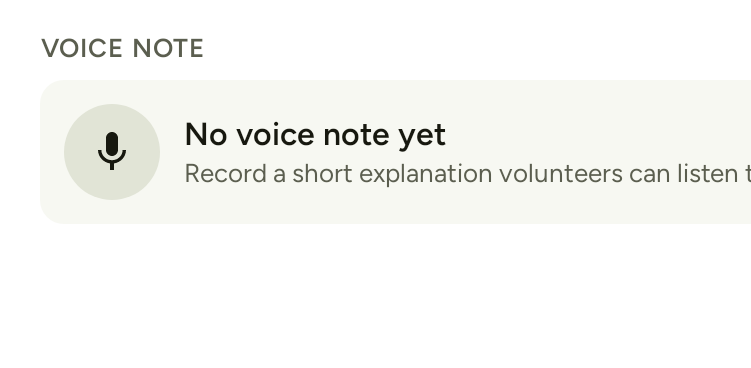 VOICE NOTE
No voice note yet
Record a short explanation volunteers can listen